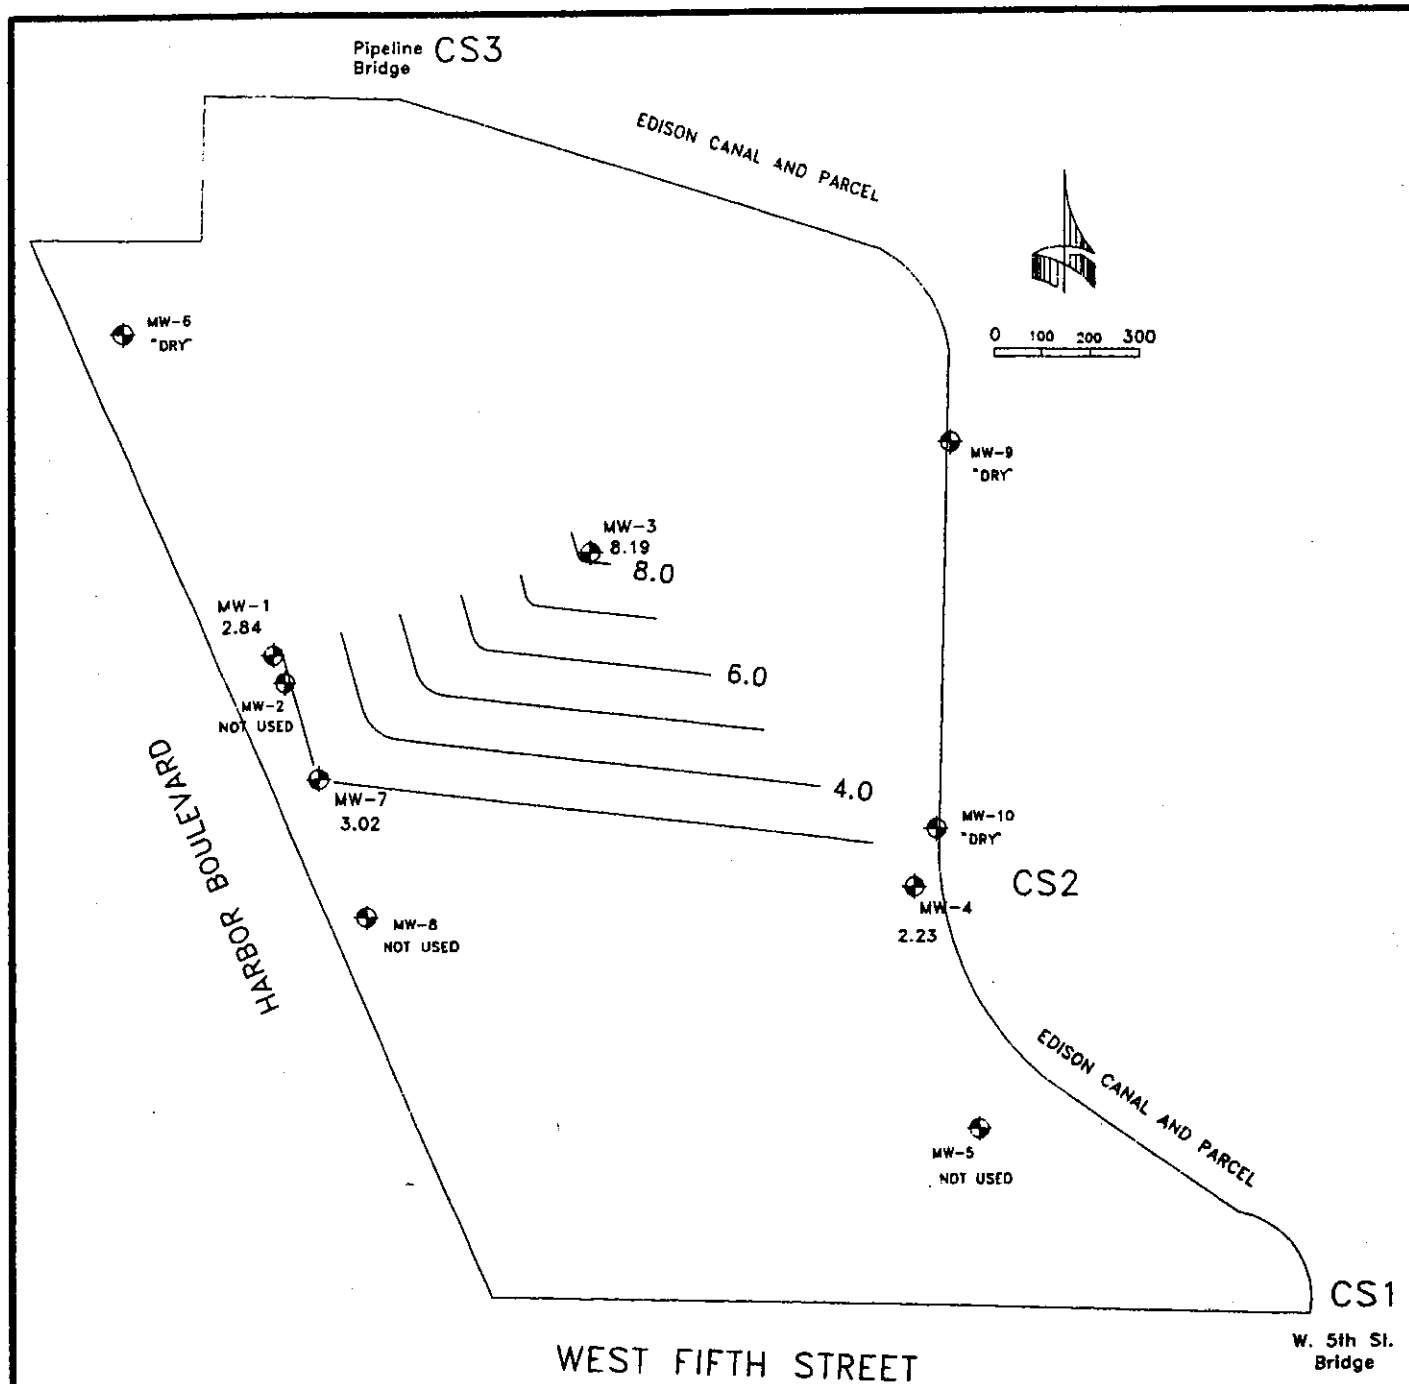 Pipeline
Bridge
CS3
EDISON CANAL AND PARCEL
0 100 200 300
MW-6
"DRY"
MW-9
"DRY"
MW-3
8.19
8.0
MW-1
2.84
6.0
MW-2
NOT USED
4.0
MW-7
3.02
MW-10
"DRY"
HARBOR BOULEVARD
CS2
MW-4
2.23
MW-8
NOT USED
EDISON CANAL AND PARCEL
MW-5
NOT USED
CS1
W. 5th St.
Bridge
WEST FIFTH STREET